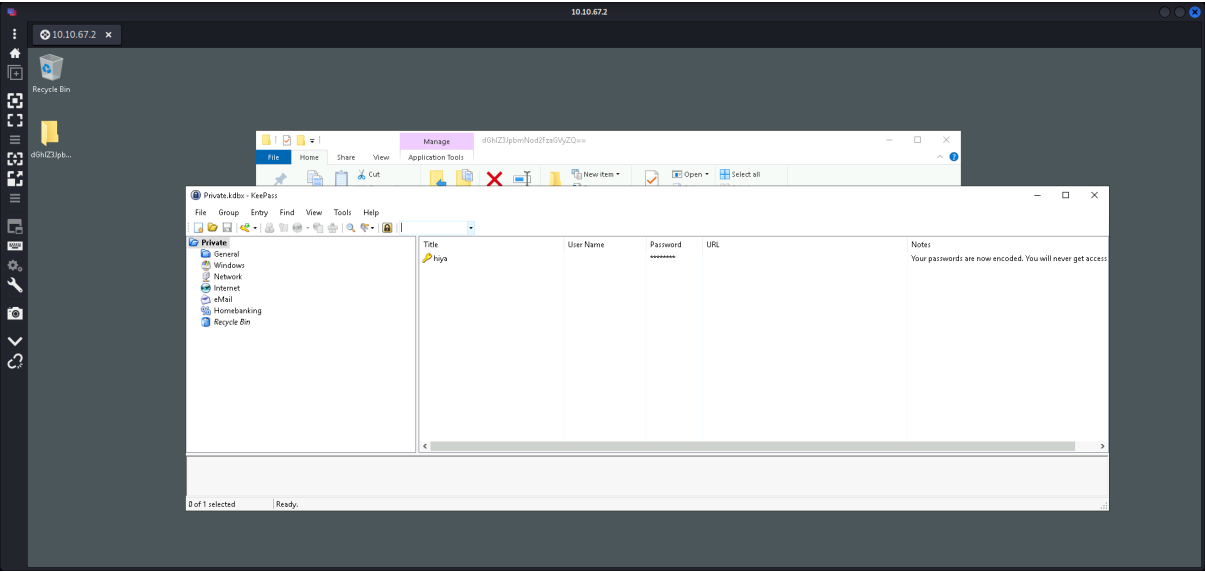 10.10.67.2
10.10.67.2
Recycle Bin
dGhlZ3Jpb...
Manage
dGhlZ3JpbmNod2FzaGVyZQ==
File Home Share View Application Tools
Cut
New item
Open
Select all
Private.kdbx - KeePass
File Group Entry Find View Tools Help
Private
General
Windows
Network
Internet
eMail
Homebanking
Recycle Bin
Title User Name Password URL Notes
hiya ******** Your passwords are now encoded. You will never get access
0 of 1 selected Ready.